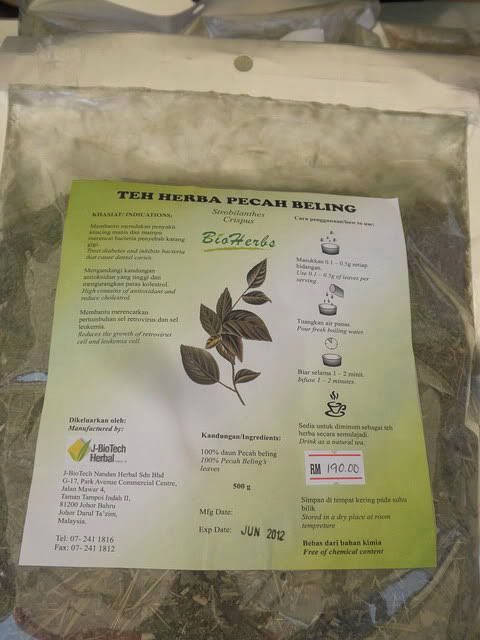 TEH HERBA PECAH BELING
Strobilanthes
Crispus
BioHerbs
KHASIAT/ INDICATIONS:
Membantu meredakan penyakit
kencing manis dan mampu
merencat bacteria penyebab karang
gigi.
Treat diabetes and inhibits bacteria
that cause dental caries.
Mengandungi kandungan
antioksidan yang tinggi dan
mengurangkan paras kolestrol.
High contains of antioxidant and
reduce cholestrol.
Membantu merencatkan
pertumbuhan sel retrovirus dan sel
leukemia.
Reduces the growth of retrovirus
cell and leukemia cell.
Cara penggunaan/how to use:
Masukkan 0.1 – 0.5g setiap
hidangan.
Use 0.1 – 0.5g of leaves per
serving.
Tuangkan air panas.
Pour fresh boiling water.
Biar selama 1 – 2 minit.
Infuse 1 – 2 minutes.
Sedia untuk diminum sebagai teh
herba secara semulajadi.
Drink as a natural tea.
RM 190.00
Simpan di tempat kering pada suhu
bilik
Stored in a dry place at room
tempreture
Bebas dari bahan kimia
Free of chemical content
Dikeluarkan oleh:
Manufactured by:
J-BioTech
Herbal
J-BioTech Nandan Herbal Sdn Bhd
G-17, Park Avenue Commercial Centre,
Jalan Mawar 4,
Taman Tampoi Indah II,
81200 Johor Bahru
Johor Darul Ta'zim,
Malaysia.
Tel: 07- 241 1816
Fax: 07- 241 1812
Kandungan/Ingredients:
100% daun Pecah beling
100% Pecah Beling's
leaves
500 g
Mfg Date:
Exp Date: JUN 2012